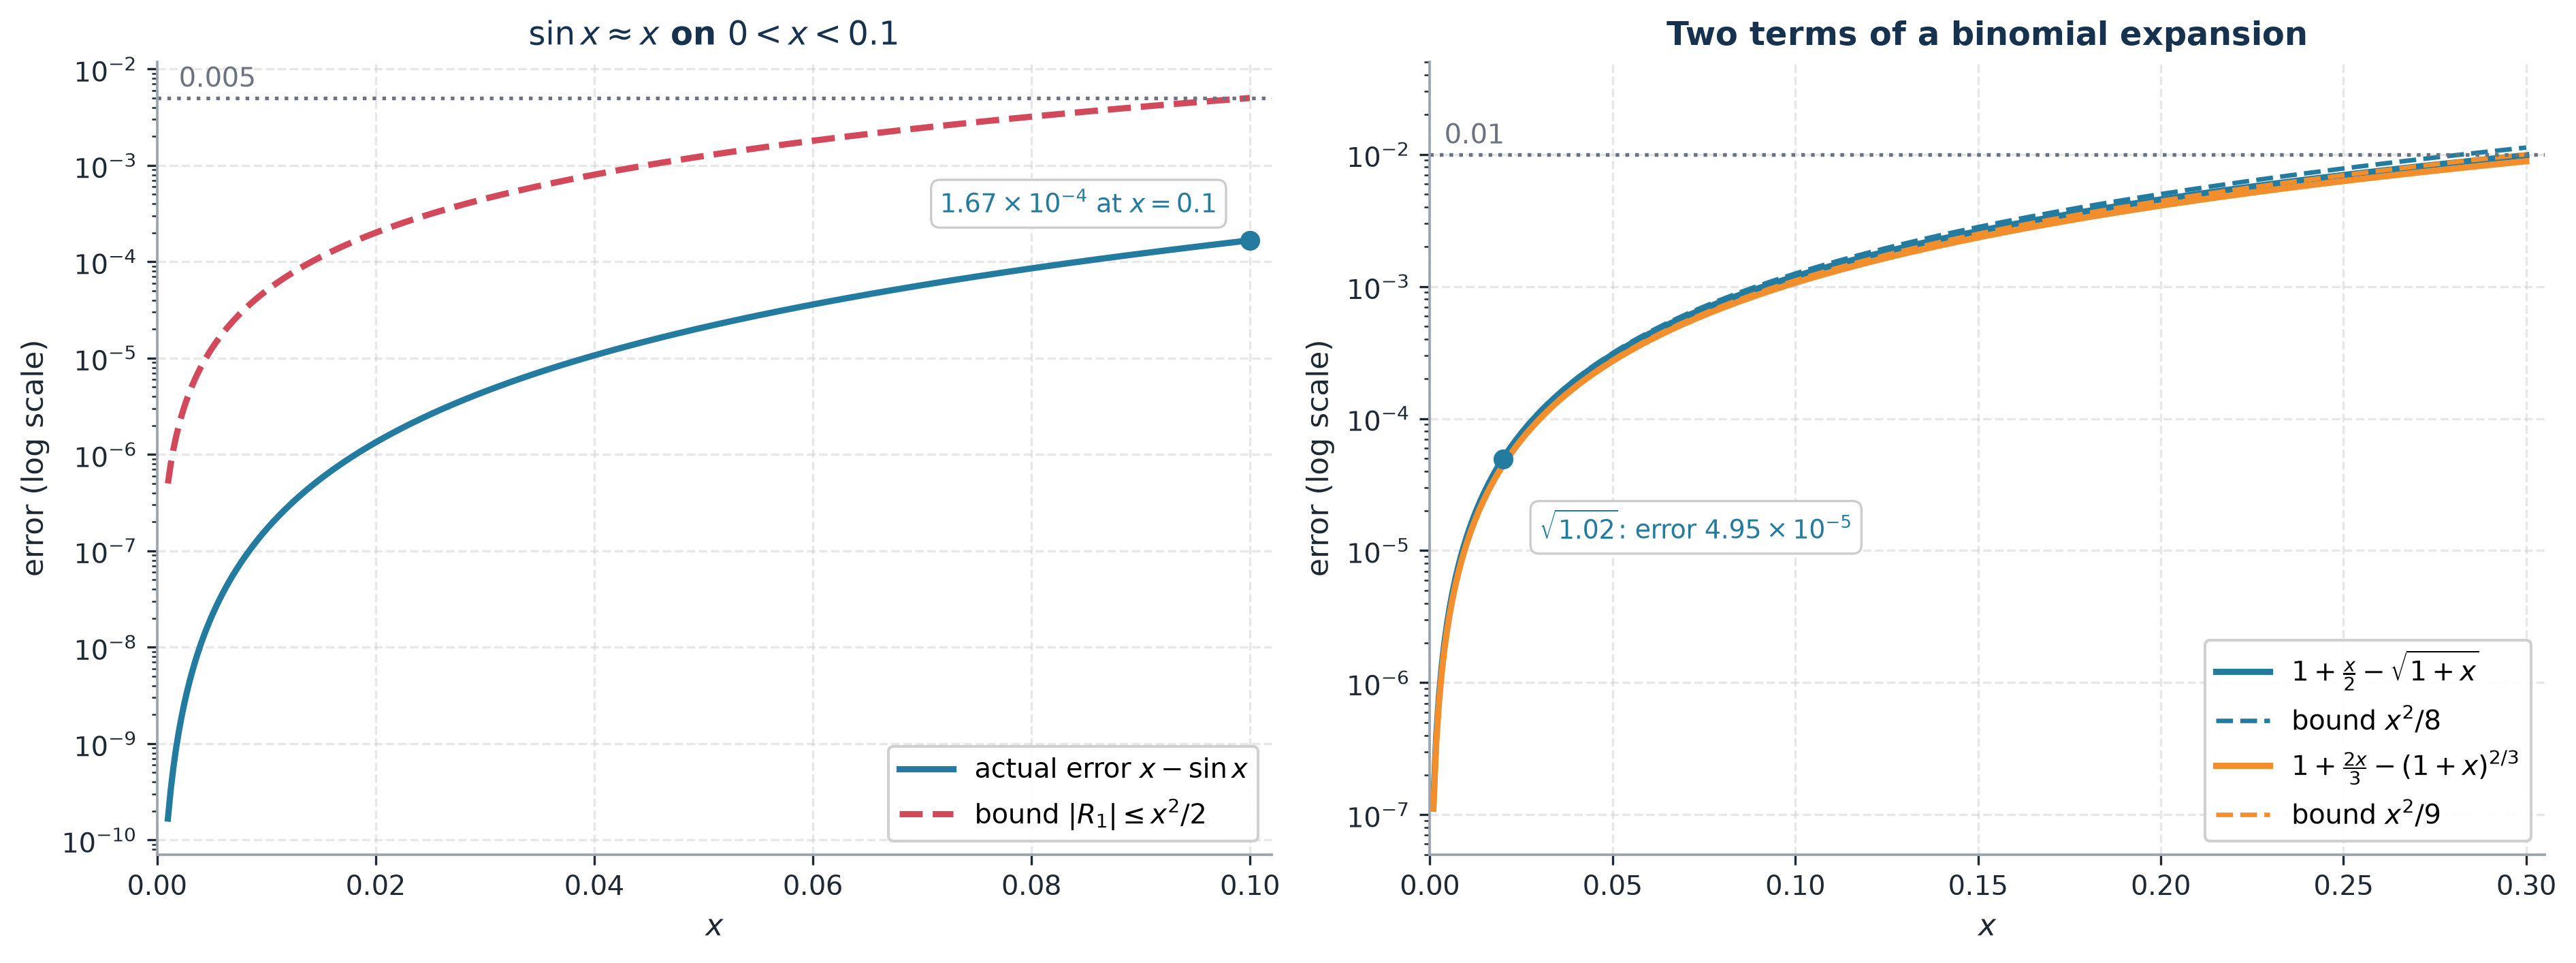 sin x ≈ x on 0 < x < 0.1
10⁻²
10⁻³
10⁻⁴
10⁻⁵
10⁻⁶
10⁻⁷
10⁻⁸
10⁻⁹
10⁻¹⁰
error (log scale)
0.005
1.67 × 10⁻⁴ at x = 0.1
actual error x − sin x
bound |R₁| ≤ x²/2
0.00 0.02 0.04 0.06 0.08 0.10
x
Two terms of a binomial expansion
10⁻²
10⁻³
10⁻⁴
10⁻⁵
10⁻⁶
10⁻⁷
error (log scale)
0.01
√1.02: error 4.95 × 10⁻⁵
1 + x/2 − √(1 + x)
bound x²/8
1 + 2x/3 − (1 + x)^{2/3}
bound x²/9
0.00 0.05 0.10 0.15 0.20 0.25 0.30
x